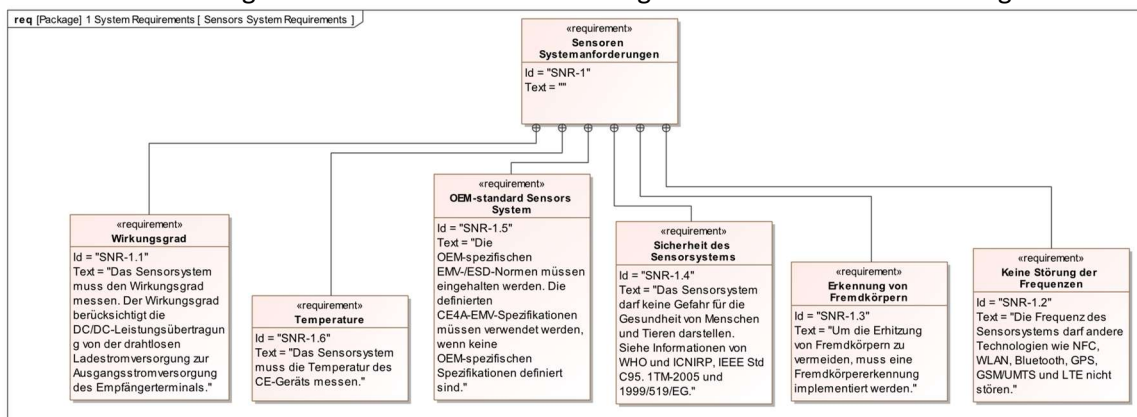 req [Package] 1 System Requirements [ Sensors System Requirements ]
«requirement»
Sensoren
Systemanforderungen
Id = "SNR-1"
Text = ""
«requirement»
Wirkungsgrad
Id = "SNR-1.1"
Text = "Das Sensorsystem
muss den Wirkungsgrad
messen. Der Wirkungsgrad
berücksichtigt die
DC/DC-Leistungsübertragun
g von der drahtlosen
Ladestromversorgung zur
Ausgangsstromversorgung
des Empfängerterminals."
«requirement»
Temperature
Id = "SNR-1.6"
Text = "Das Sensorsystem
muss die Temperatur des
CE-Geräts messen."
«requirement»
OEM-standard Sensors
System
Id = "SNR-1.5"
Text = "Die
OEM-spezifischen
EMV-/ESD-Normen müssen
eingehalten werden. Die
definierten
CE4A-EMV-Spezifikationen
müssen verwendet werden,
wenn keine
OEM-spezifischen
Spezifikationen definiert
sind."
«requirement»
Sicherheit des
Sensorsystems
Id = "SNR-1.4"
Text = "Das Sensorsystem
darf keine Gefahr für die
Gesundheit von Menschen
und Tieren darstellen.
Siehe Informationen von
WHO und ICNIRP, IEEE Std
C95. 1TM-2005 und
1999/519/EG."
«requirement»
Erkennung von
Fremdkörpern
Id = "SNR-1.3"
Text = "Um die Erhitzung
von Fremdkörpern zu
vermeiden, muss eine
Fremdkörpererkennung
implementiert werden."
«requirement»
Keine Störung der
Frequenzen
Id = "SNR-1.2"
Text = "Die Frequenz des
Sensorsystems darf andere
Technologien wie NFC,
WLAN, Bluetooth, GPS,
GSM/UMTS und LTE nicht
stören."